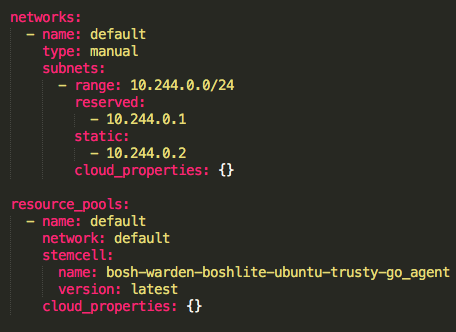 networks:
  - name: default
    type: manual
    subnets:
      - range: 10.244.0.0/24
        reserved:
          - 10.244.0.1
        static:
          - 10.244.0.2
        cloud_properties: {}

resource_pools:
  - name: default
    network: default
    stemcell:
      name: bosh-warden-boshlite-ubuntu-trusty-go_agent
      version: latest
    cloud_properties: {}